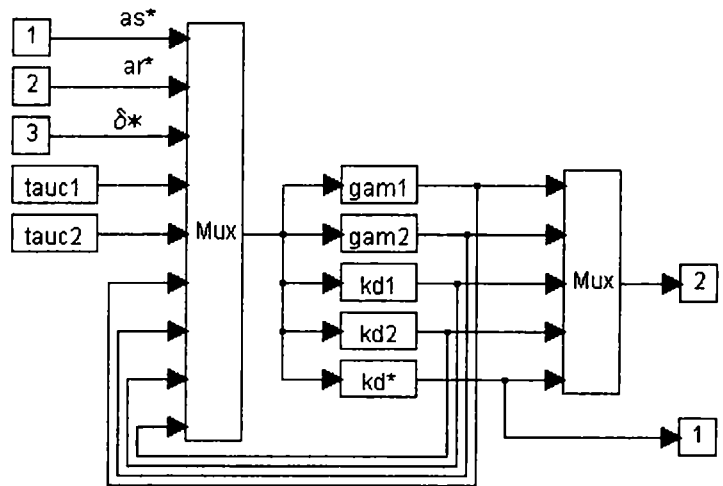 1 as*
2 ar*
3 δ*
tauc1
tauc2
Mux
gam1
gam2
kd1
kd2
kd*
Mux
2
1